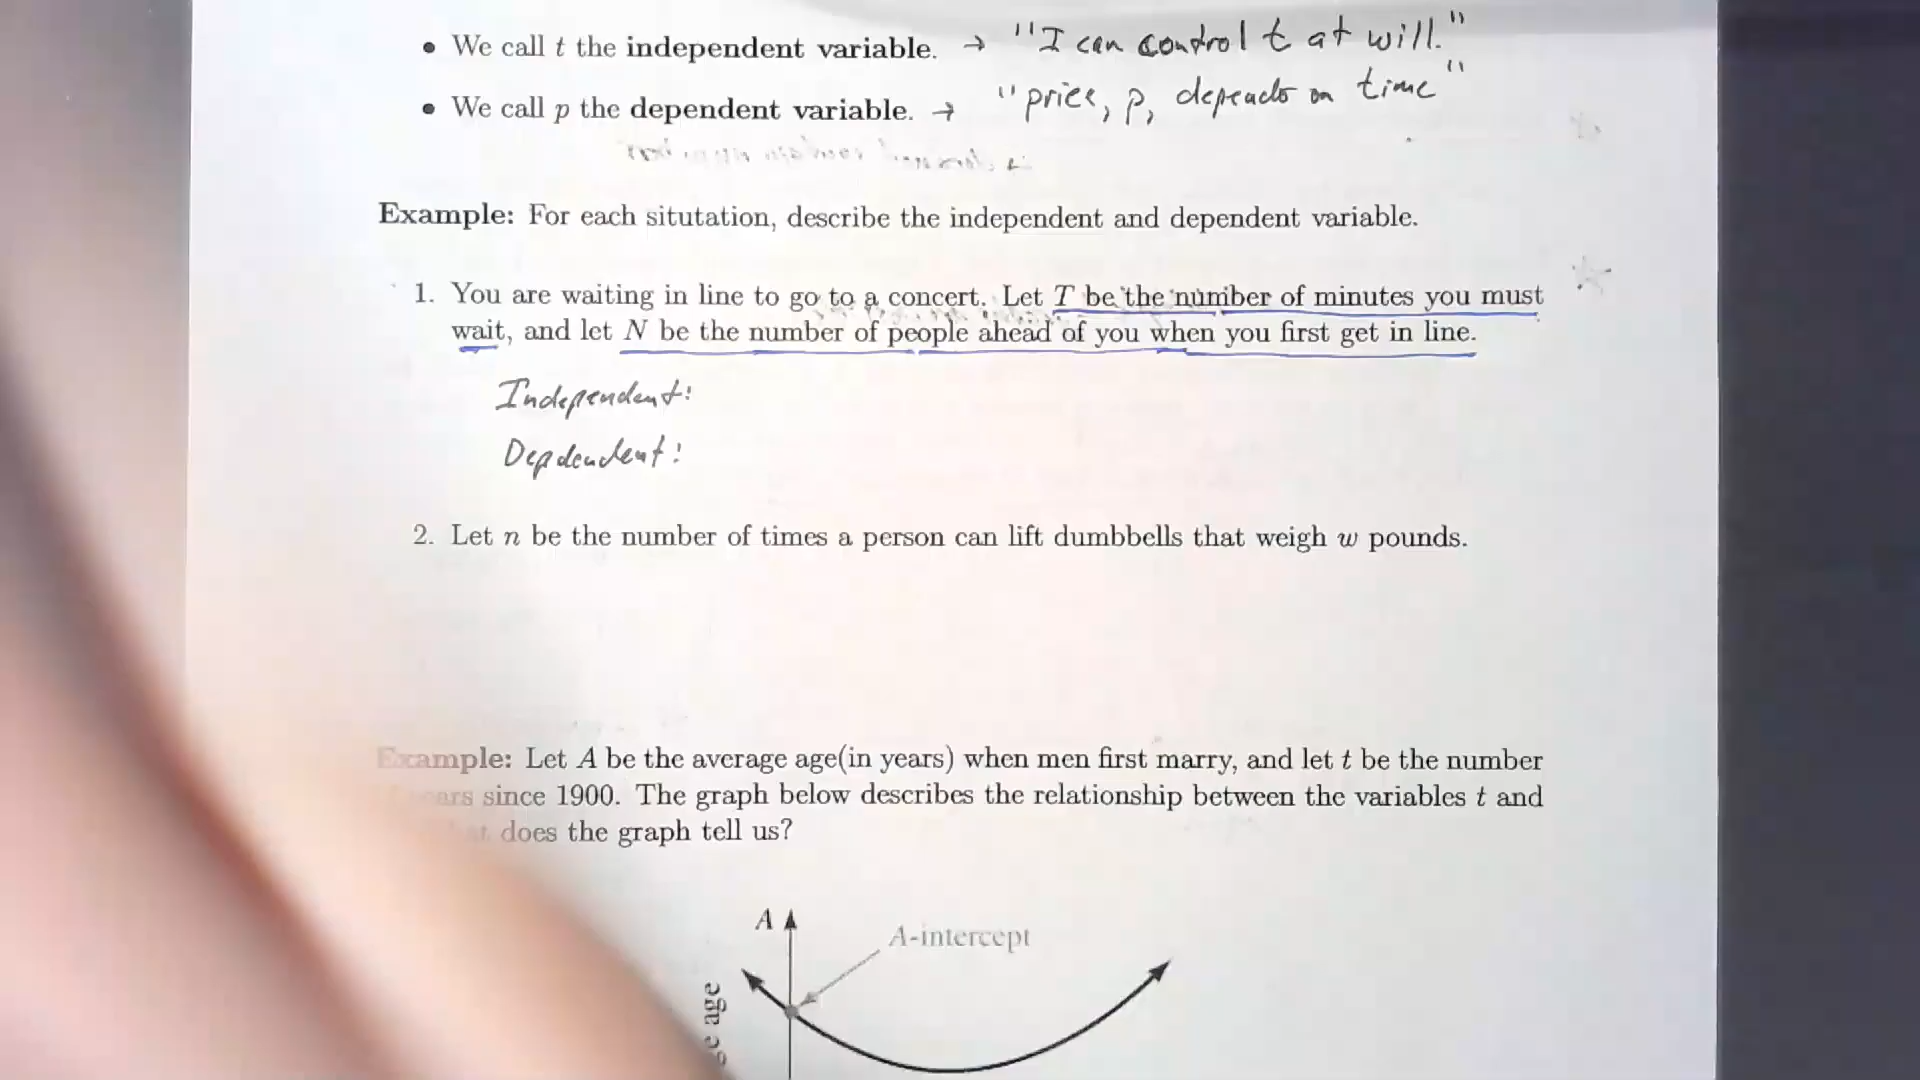 • We call t the independent variable. → "I can control t at will."
• We call p the dependent variable. → "price, p, depends on time"
Example: For each situtation, describe the independent and dependent variable.
1. You are waiting in line to go to a concert. Let T be the number of minutes you must
wait, and let N be the number of people ahead of you when you first get in line.
Independent:
Depdendent:
2. Let n be the number of times a person can lift dumbbells that weigh w pounds.
Example: Let A be the average age(in years) when men first marry, and let t be the number
since 1900. The graph below describes the relationship between the variables t and
does the graph tell us?
A
A-intercept
age